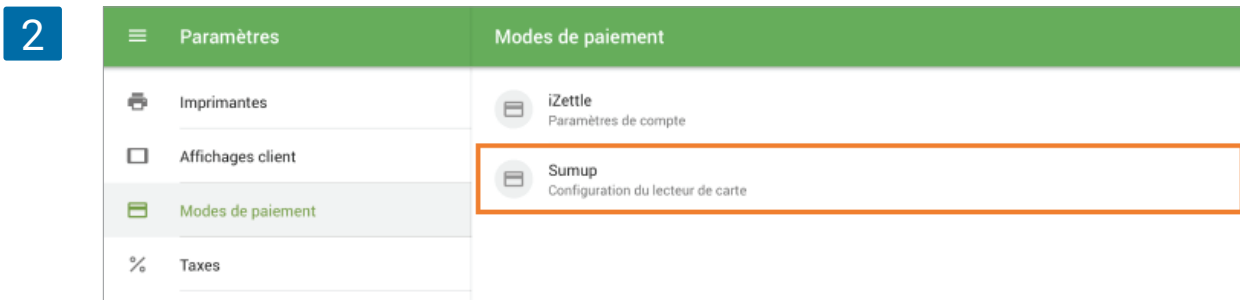 2
Paramètres
Modes de paiement
Imprimantes
Affichages client
Modes de paiement
Taxes
iZettle
Paramètres de compte
Sumup
Configuration du lecteur de carte